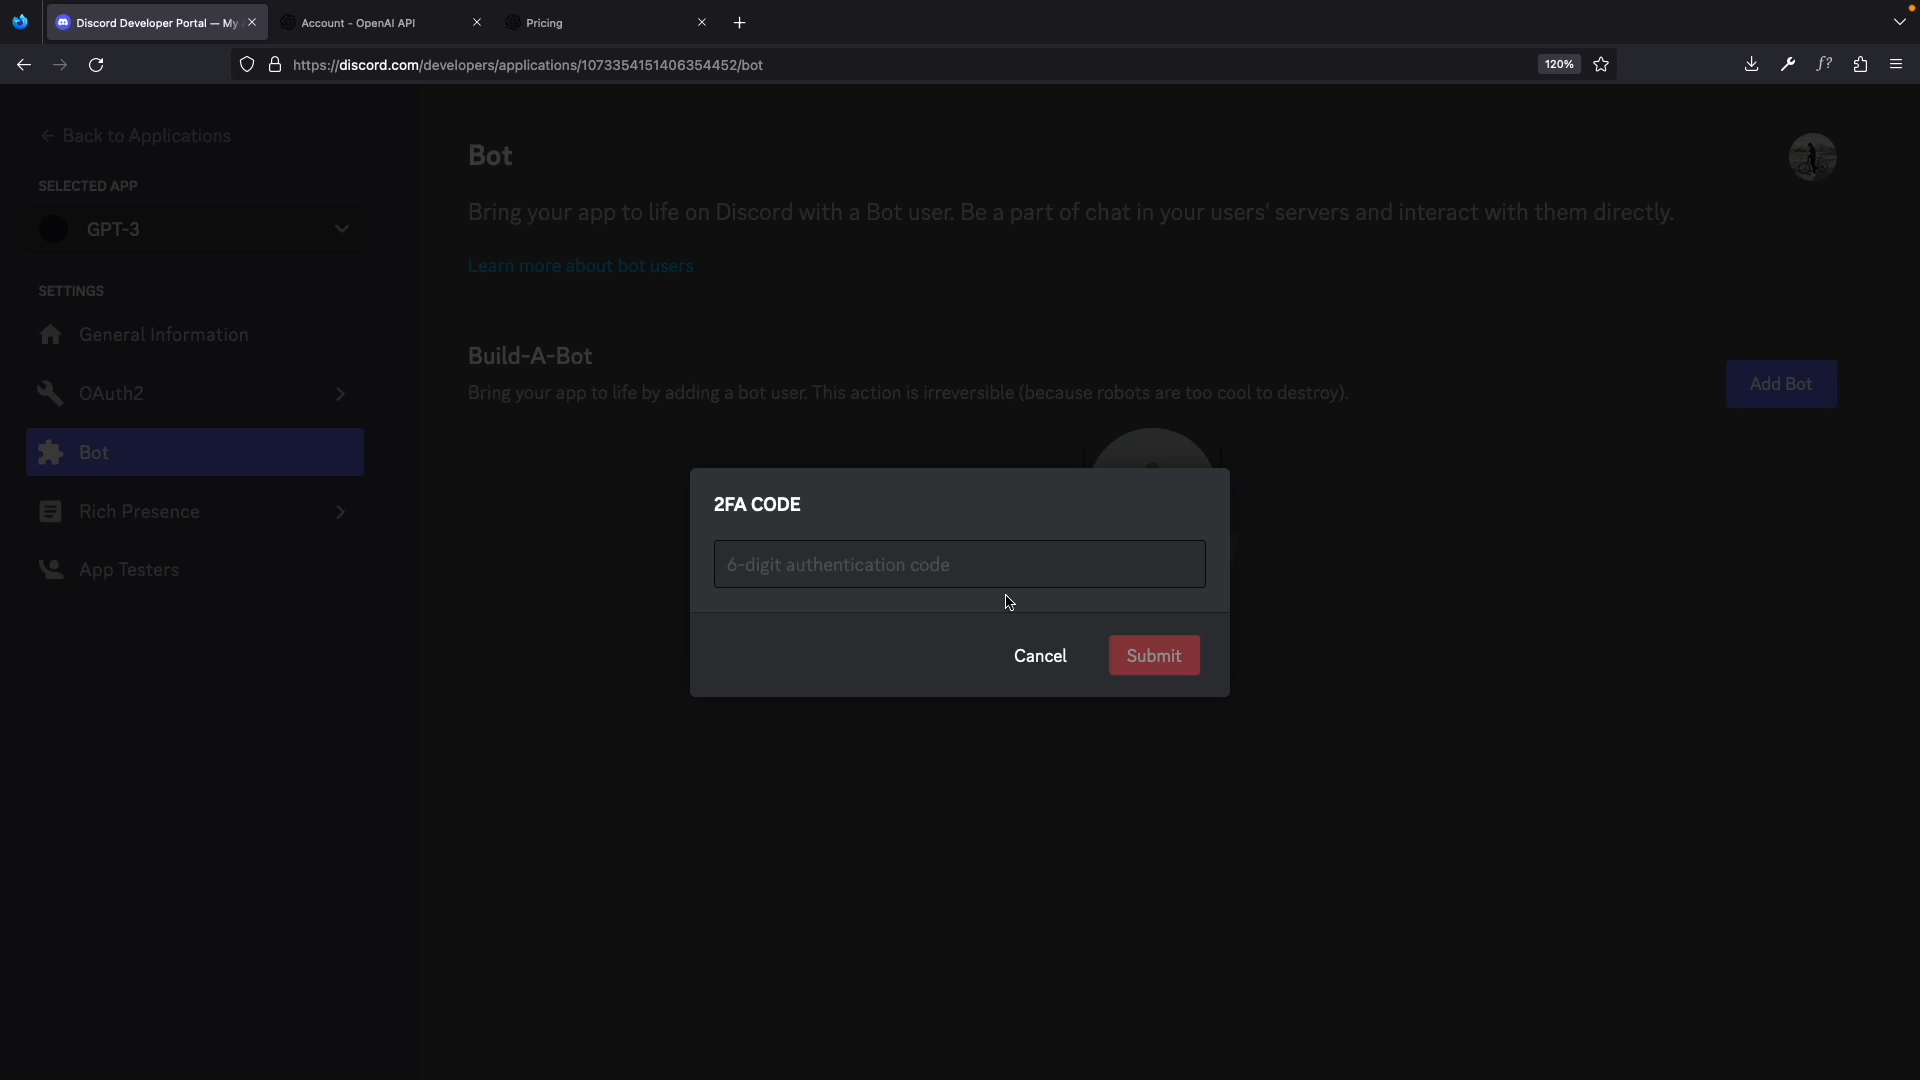 Discord Developer Portal — My
Account - OpenAI API
Pricing
https://discord.com/developers/applications/1073354151406354452/bot
120%
f?
Back to Applications
SELECTED APP
GPT-3
SETTINGS
General Information
OAuth2
Bot
Rich Presence
App Testers
Bot
Bring your app to life on Discord with a Bot user. Be a part of chat in your users' servers and interact with them directly.
Learn more about bot users
Build-A-Bot
Bring your app to life by adding a bot user. This action is irreversible (because robots are too cool to destroy).
Add Bot
2FA CODE
6-digit authentication code
Cancel
Submit